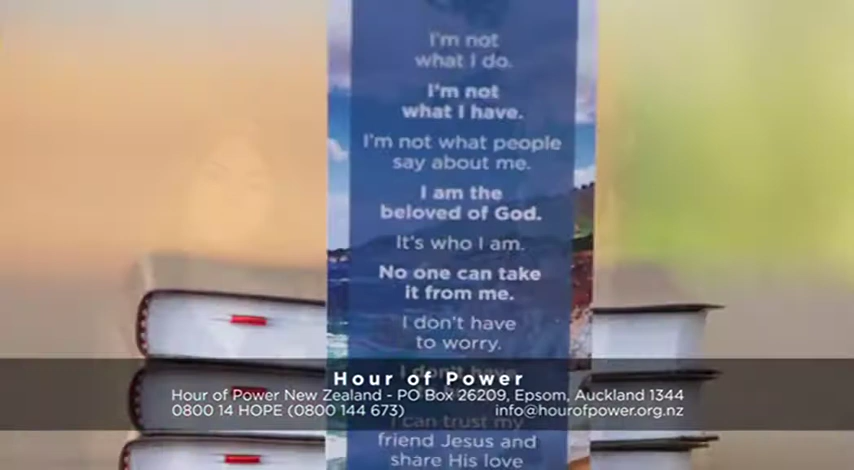 I'm not
what I do.
I'm not
what I have.
I'm not what people
say about me.
I am the
beloved of God.
It's who I am.
No one can take
it from me.
I don't have
to worry.
I don't have
Hour of Power
Hour of Power New Zealand - PO Box 26209, Epsom, Auckland 1344
0800 14 HOPE (0800 144 673) info@hourofpower.org.nz
I can trust my
friend Jesus and
share His love